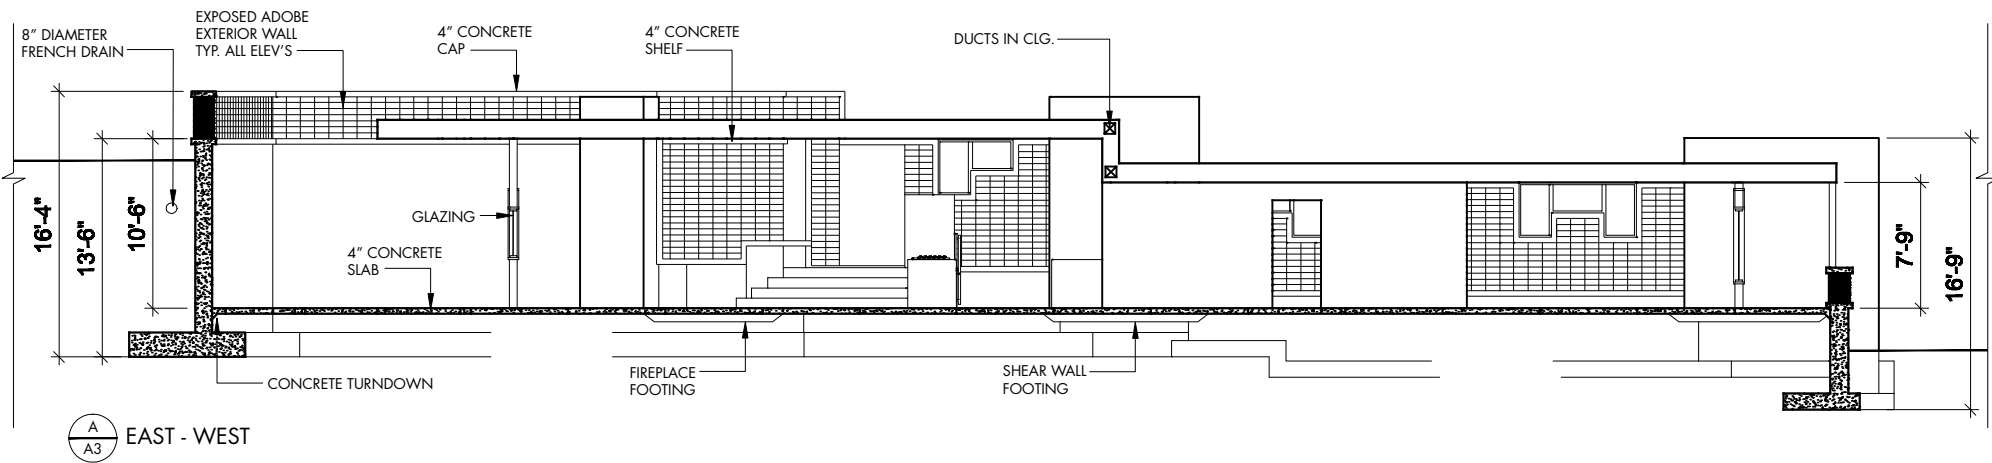 8” DIAMETER
FRENCH DRAIN
EXPOSED ADOBE
EXTERIOR WALL
TYP. ALL ELEV’S
4” CONCRETE
CAP
4” CONCRETE
SHELF
DUCTS IN CLG.
GLAZING
4” CONCRETE
SLAB
16'-4"
13'-6"
10'-6"
7'-9"
16'-9"
CONCRETE TURNDOWN
FIREPLACE
FOOTING
SHEAR WALL
FOOTING
A
A3
EAST - WEST